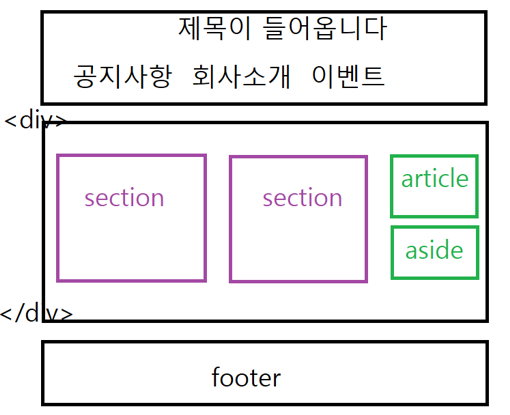 제목이 들어옵니다
공지사항 회사소개 이벤트
<div>
section section article
aside
</div>
footer